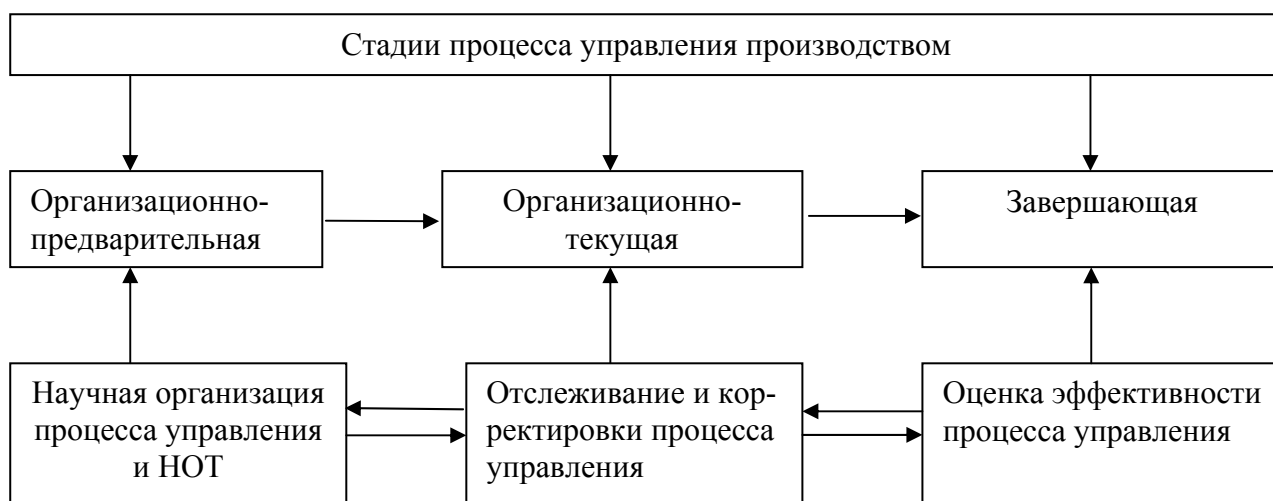 Стадии процесса управления производством
Организационно-
предварительная
Организационно-
текущая
Завершающая
Научная организация
процесса управления
и НОТ
Отслеживание и кор-
ректировки процесса
управления
Оценка эффективности
процесса управления